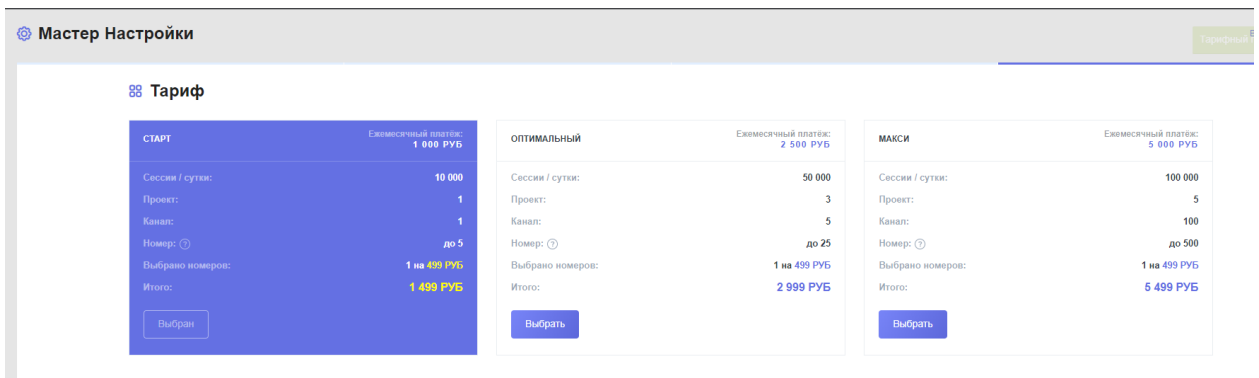 Мастер Настройки
Тарифный
Тариф
СТАРТ
Ежемесячный платёж:
1 000 РУБ
Сессии / сутки: 10 000
Проект: 1
Канал: 1
Номер: ? до 5
Выбрано номеров: 1 на 499 РУБ
Итого: 1 499 РУБ
Выбран
ОПТИМАЛЬНЫЙ
Ежемесячный платёж:
2 500 РУБ
Сессии / сутки: 50 000
Проект: 3
Канал: 5
Номер: ? до 25
Выбрано номеров: 1 на 499 РУБ
Итого: 2 999 РУБ
Выбрать
МАКСИ
Ежемесячный платёж:
5 000 РУБ
Сессии / сутки: 100 000
Проект: 5
Канал: 100
Номер: ? до 500
Выбрано номеров: 1 на 499 РУБ
Итого: 5 499 РУБ
Выбрать